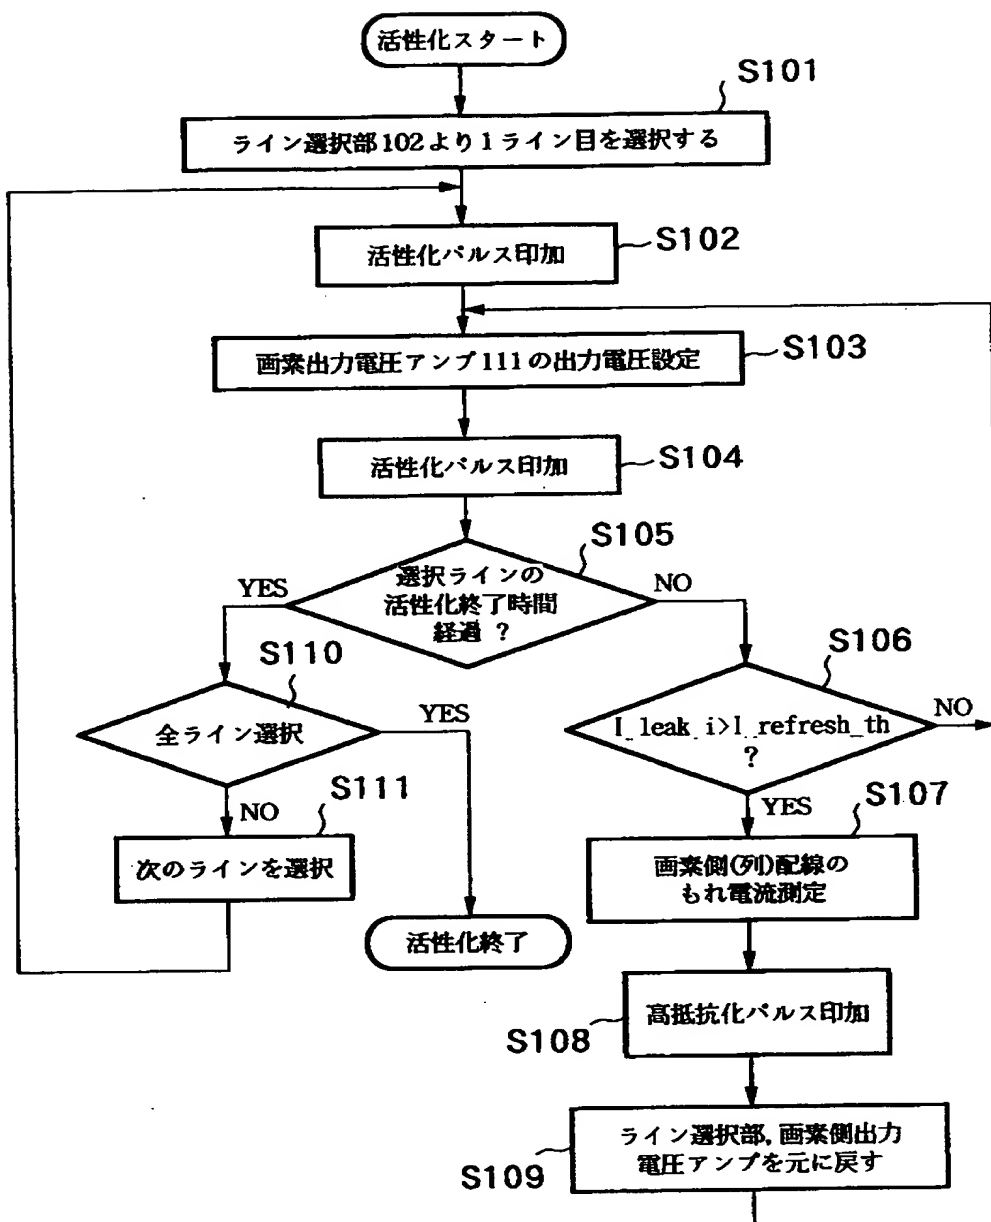 活性化スタート
S101
ライン選択部102より1ライン目を選択する
S102
活性化パルス印加
S103
画素出力電圧アンプ111の出力電圧設定
S104
活性化パルス印加
S105
選択ラインの
活性化終了時間
経過 ?
YES
NO
S110
全ライン選択
YES
S106
I_leak_i>I_refresh_th
?
NO
S111
NO
次のラインを選択
YES
S107
画素側(列)配線の
もれ電流測定
活性化終了
S108
高抵抗化パルス印加
S109
ライン選択部,画素側出力
電圧アンプを元に戻す